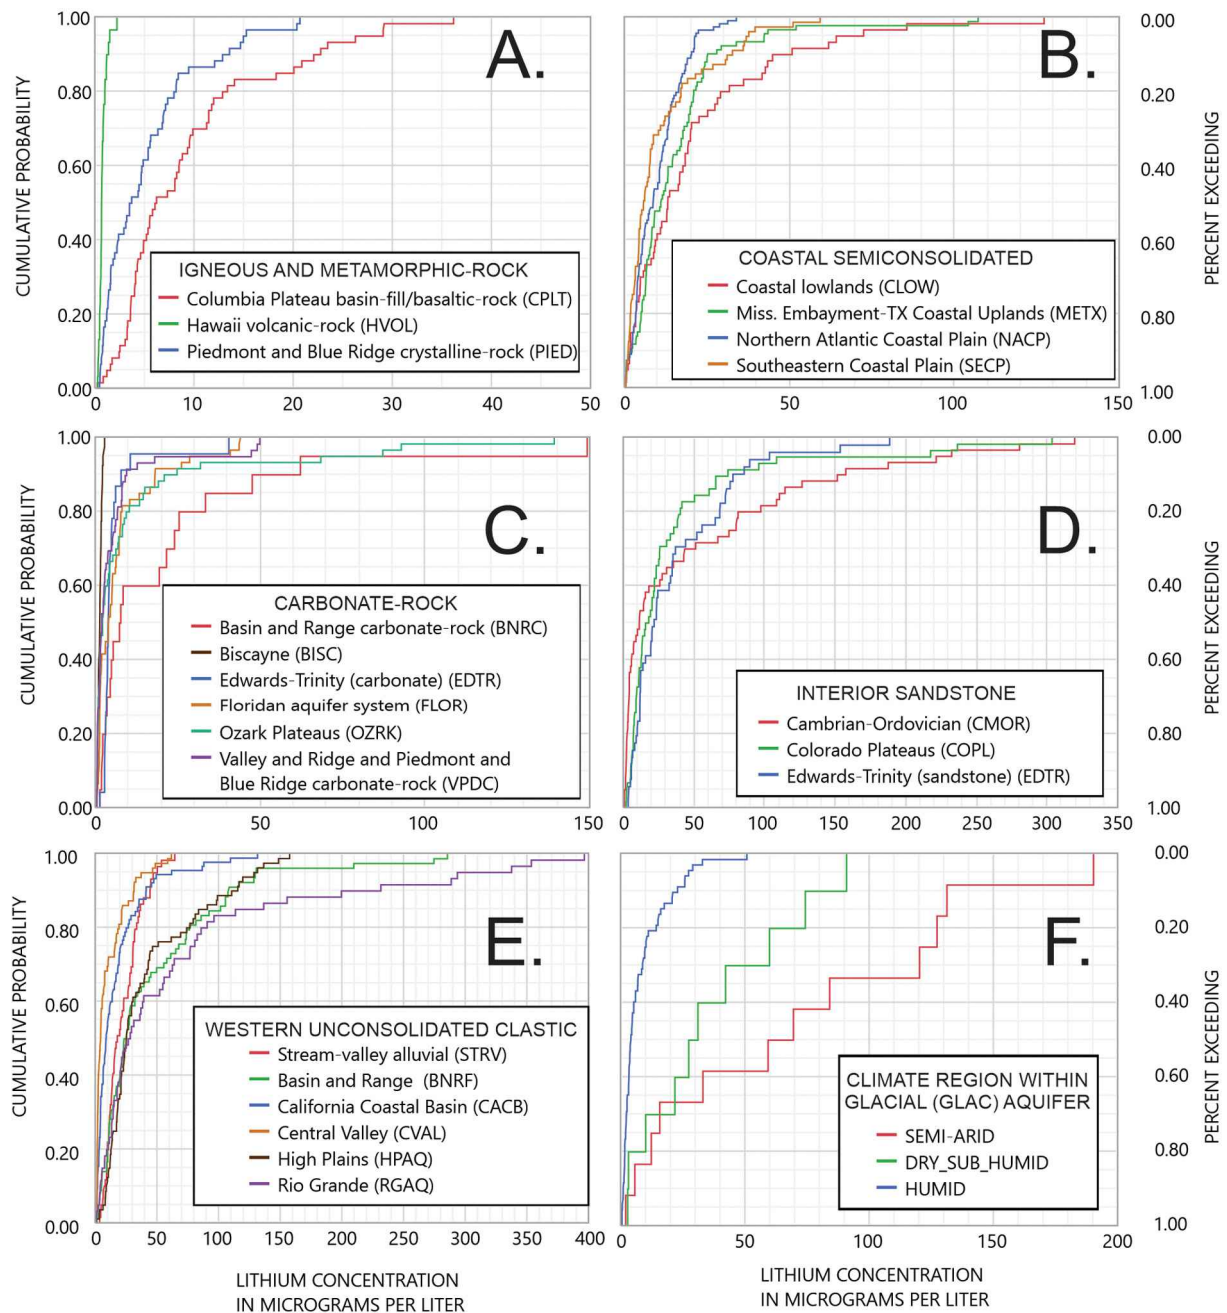 A.
CUMULATIVE PROBABILITY
1.00
0.80
0.60
0.40
0.20
0.00
0
10
20
30
40
50
IGNEOUS AND METAMORPHIC-ROCK
Columbia Plateau basin-fill/basaltic-rock (CPLT)
Hawaii volcanic-rock (HVOL)
Piedmont and Blue Ridge crystalline-rock (PIED)
B.
PERCENT EXCEEDING
0.00
0.20
0.40
0.60
0.80
1.00
0
50
100
150
COASTAL SEMICONSOLIDATED
Coastal lowlands (CLOW)
Miss. Embayment-TX Coastal Uplands (METX)
Northern Atlantic Coastal Plain (NACP)
Southeastern Coastal Plain (SECP)
C.
CUMULATIVE PROBABILITY
1.00
0.80
0.60
0.40
0.20
0.00
0
50
100
150
CARBONATE-ROCK
Basin and Range carbonate-rock (BNRC)
Biscayne (BISC)
Edwards-Trinity (carbonate) (EDTR)
Floridan aquifer system (FLOR)
Ozark Plateaus (OZRK)
Valley and Ridge and Piedmont and
Blue Ridge carbonate-rock (VPDC)
D.
PERCENT EXCEEDING
0.00
0.20
0.40
0.60
0.80
1.00
0
50
100
150
200
250
300
350
INTERIOR SANDSTONE
Cambrian-Ordovician (CMOR)
Colorado Plateaus (COPL)
Edwards-Trinity (sandstone) (EDTR)
E.
CUMULATIVE PROBABILITY
1.00
0.80
0.60
0.40
0.20
0.00
0
50
100
150
200
250
300
350
400
WESTERN UNCONSOLIDATED CLASTIC
Stream-valley alluvial (STRV)
Basin and Range (BNRF)
California Coastal Basin (CACB)
Central Valley (CVAL)
High Plains (HPAQ)
Rio Grande (RGAQ)
LITHIUM CONCENTRATION
IN MICROGRAMS PER LITER
F.
PERCENT EXCEEDING
0.00
0.20
0.40
0.60
0.80
1.00
0
50
100
150
200
CLIMATE REGION WITHIN
GLACIAL (GLAC) AQUIFER
SEMI-ARID
DRY_SUB_HUMID
HUMID
LITHIUM CONCENTRATION
IN MICROGRAMS PER LITER